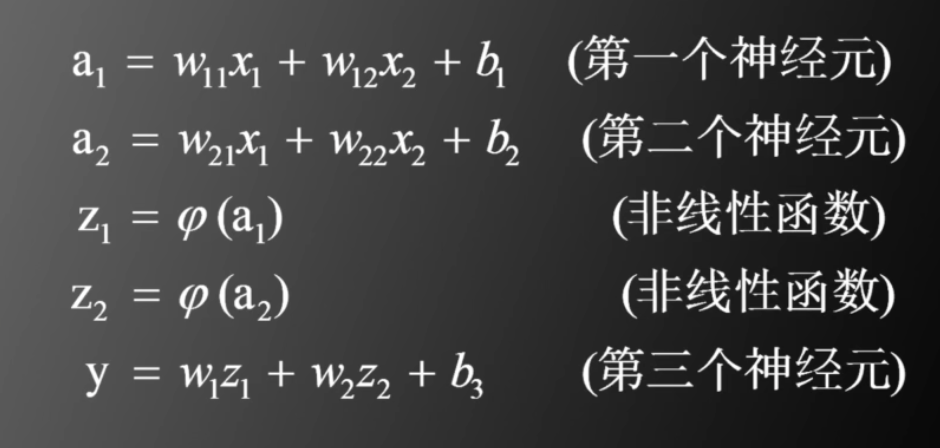 a₁ = w₁₁x₁ + w₁₂x₂ + b₁ (第一个神经元)
a₂ = w₂₁x₁ + w₂₂x₂ + b₂ (第二个神经元)
z₁ = φ(a₁) (非线性函数)
z₂ = φ(a₂) (非线性函数)
y = w₁z₁ + w₂z₂ + b₃ (第三个神经元)